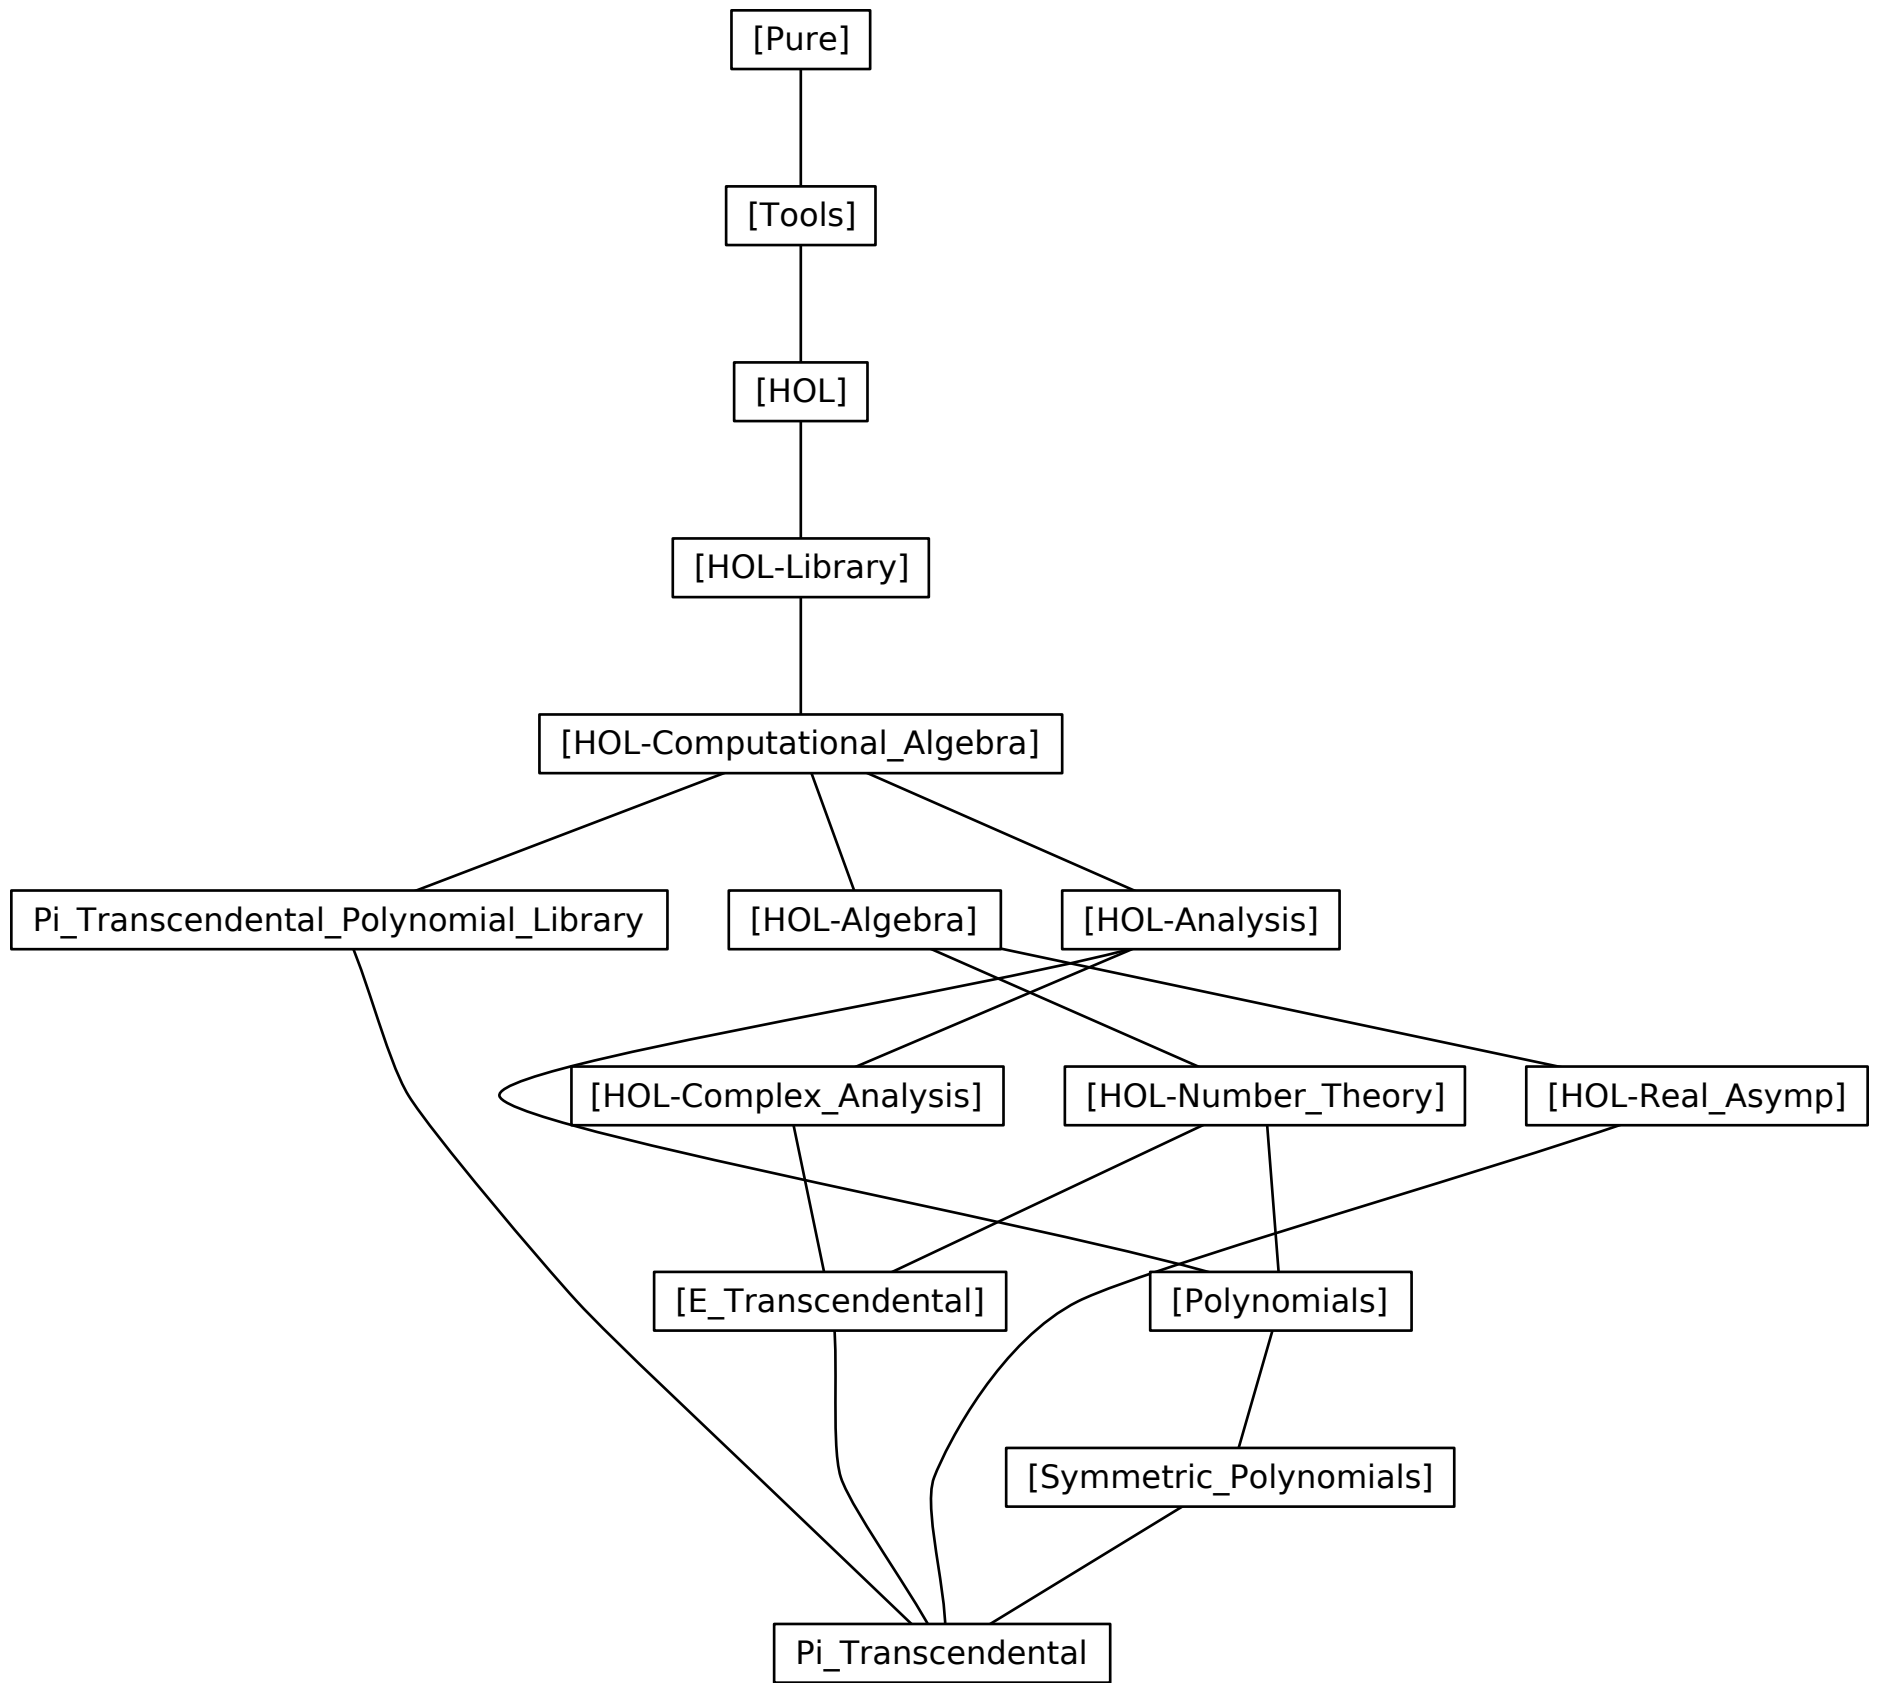 [Pure]
[Tools]
[HOL]
[HOL-Library]
[HOL-Computational_Algebra]
Pi_Transcendental_Polynomial_Library
[HOL-Algebra]
[HOL-Analysis]
[HOL-Complex_Analysis]
[HOL-Number_Theory]
[HOL-Real_Asymp]
[E_Transcendental]
[Polynomials]
[Symmetric_Polynomials]
Pi_Transcendental